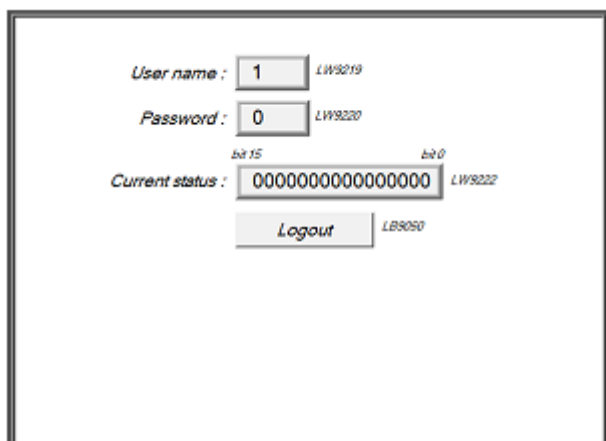 User name : 1 LW9219
Password : 0 LW9220
bit 15 bit 0
Current status : 0000000000000000 LW9222
Logout LB9050